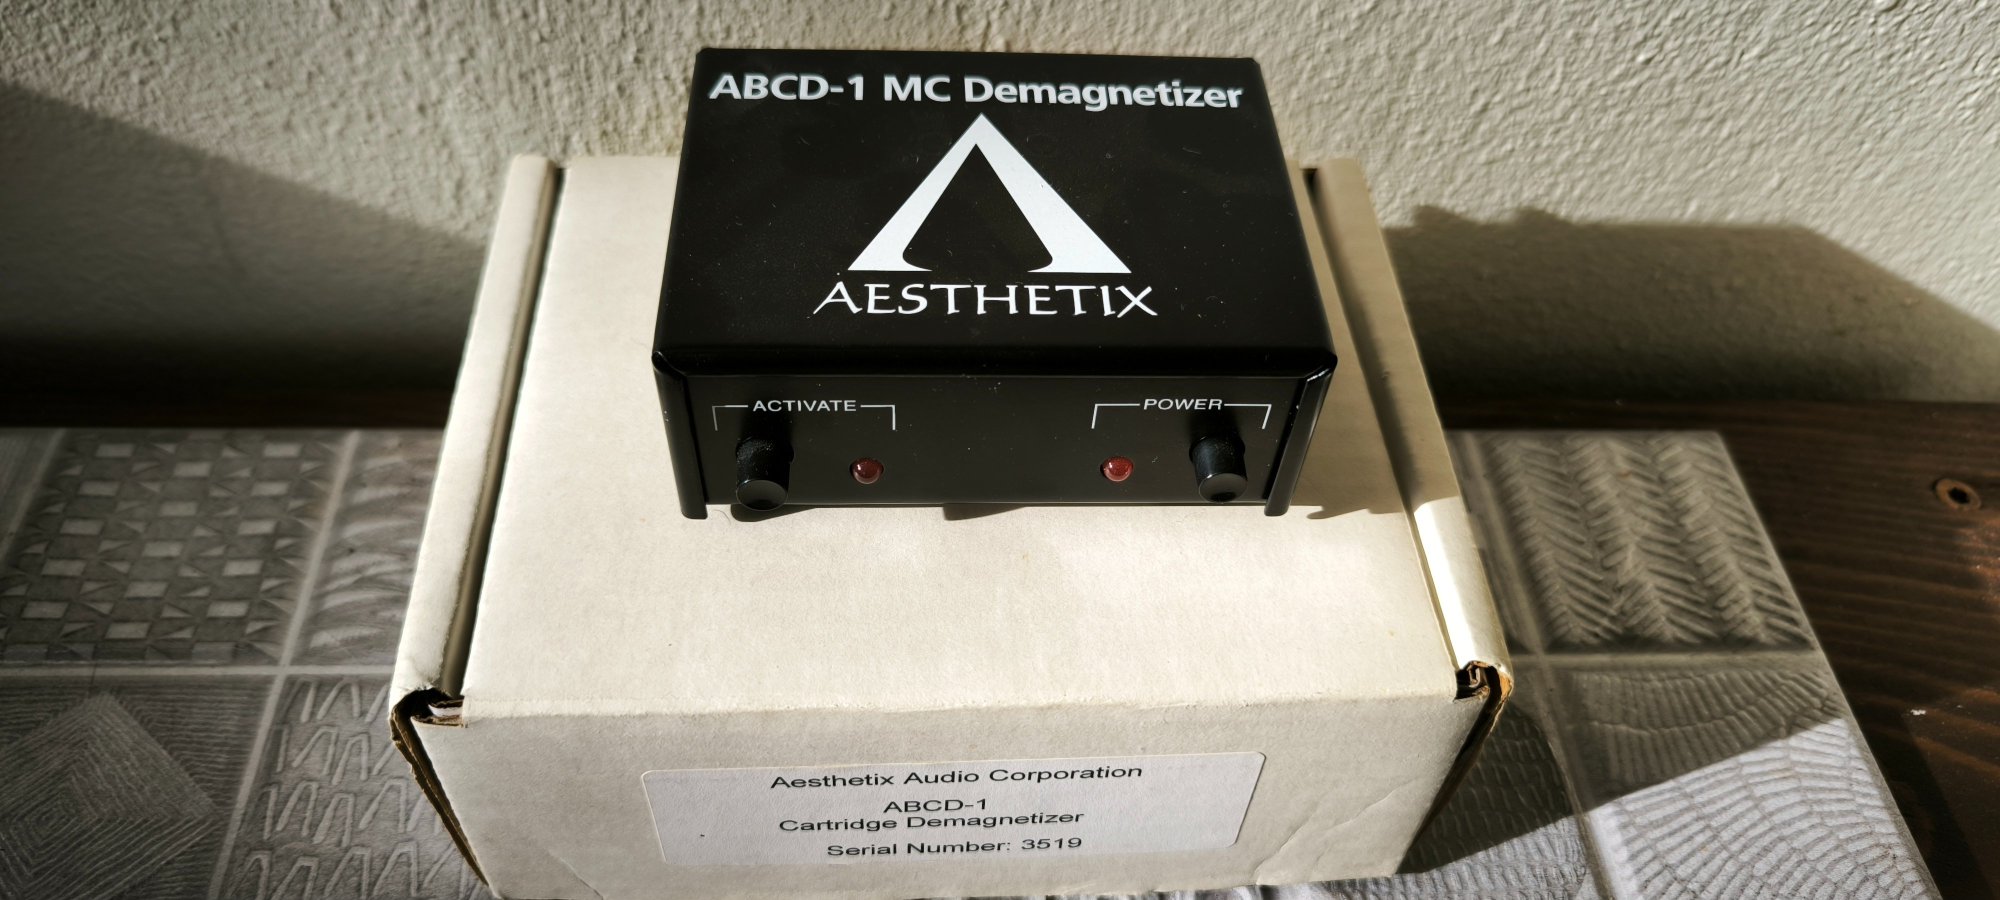 ABCD-1 MC Demagnetizer
AESTHETIX
ACTIVATE
POWER
Aesthetix Audio Corporation
ABCD-1
Cartridge Demagnetizer
Serial Number: 3519